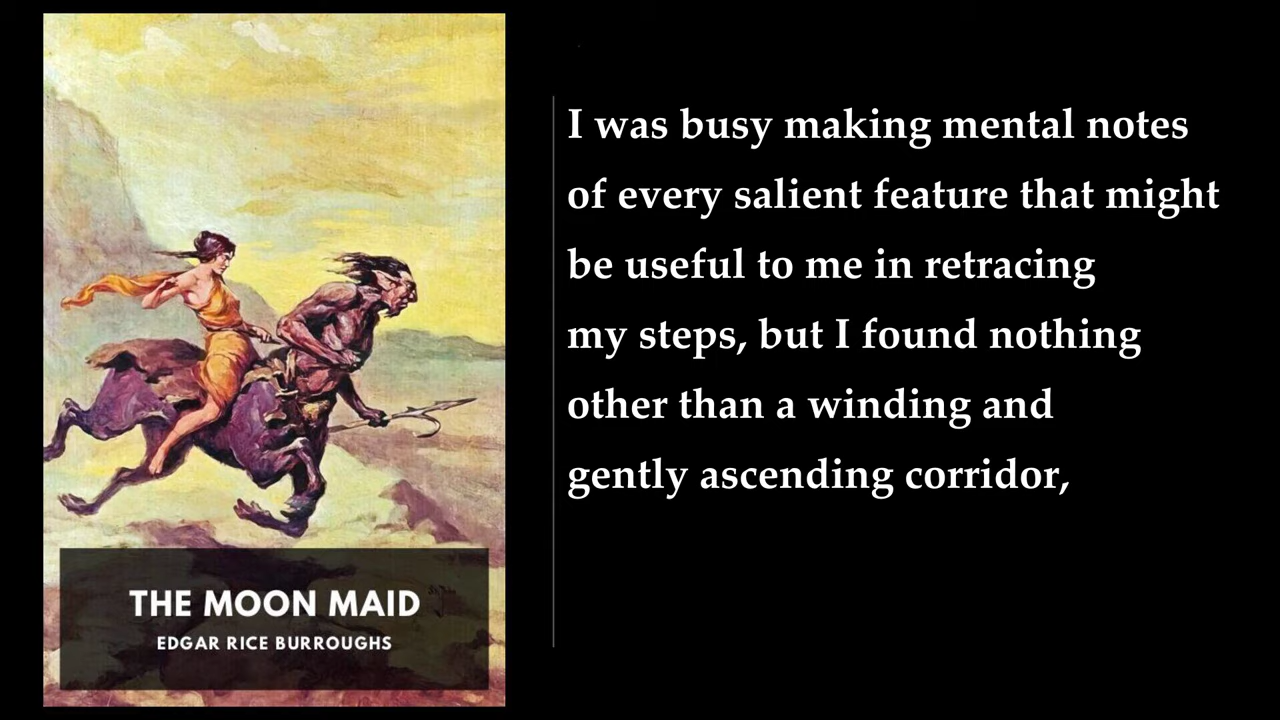 THE MOON MAID
EDGAR RICE BURROUGHS
I was busy making mental notes
of every salient feature that might
be useful to me in retracing
my steps, but I found nothing
other than a winding and
gently ascending corridor,